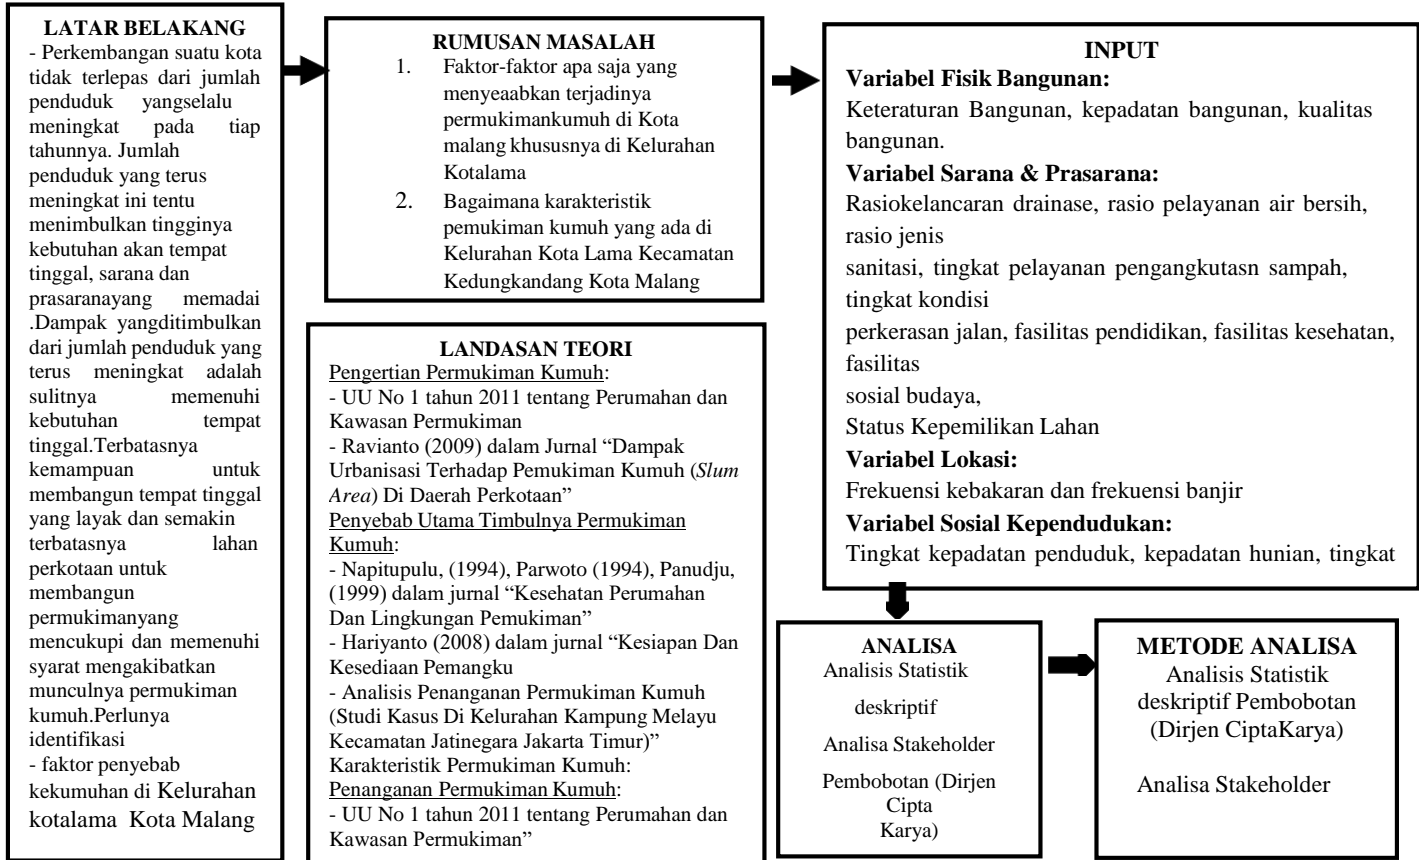 LATAR BELAKANG
- Perkembangan suatu kota
tidak terlepas dari jumlah
penduduk yangselalu
meningkat pada tiap
tahunnya. Jumlah
penduduk yang terus
meningkat ini tentu
menimbulkan tingginya
kebutuhan akan tempat
tinggal, sarana dan
prasaranayang memadai
.Dampak yangditimbulkan
dari jumlah penduduk yang
terus meningkat adalah
sulitnya memenuhi
kebutuhan tempat
tinggal.Terbatasnya
kemampuan untuk
membangun tempat tinggal
yang layak dan semakin
terbatasnya lahan
perkotaan untuk
membangun
permukimanyang
mencukupi dan memenuhi
syarat mengakibatkan
munculnya permukiman
kumuh.Perlunya
identifikasi
- faktor penyebab
kekumuhan di Kelurahan
kotalama Kota Malang
RUMUSAN MASALAH
1. Faktor-faktor apa saja yang
menyeaabkan terjadinya
permukimankumuh di Kota
malang khususnya di Kelurahan
Kotalama
2. Bagaimana karakteristik
pemukiman kumuh yang ada di
Kelurahan Kota Lama Kecamatan
Kedungkandang Kota Malang
LANDASAN TEORI
Pengertian Permukiman Kumuh:
- UU No 1 tahun 2011 tentang Perumahan dan
Kawasan Permukiman
- Ravianto (2009) dalam Jurnal “Dampak
Urbanisasi Terhadap Pemukiman Kumuh (Slum
Area) Di Daerah Perkotaan”
Penyebab Utama Timbulnya Permukiman
Kumuh:
- Napitupulu, (1994), Parwoto (1994), Panudju,
(1999) dalam jurnal “Kesehatan Perumahan
Dan Lingkungan Pemukiman”
- Hariyanto (2008) dalam jurnal “Kesiapan Dan
Kesediaan Pemangku
- Analisis Penanganan Permukiman Kumuh
(Studi Kasus Di Kelurahan Kampung Melayu
Kecamatan Jatinegara Jakarta Timur)”
Karakteristik Permukiman Kumuh:
Penanganan Permukiman Kumuh:
- UU No 1 tahun 2011 tentang Perumahan dan
Kawasan Permukiman”
INPUT
Variabel Fisik Bangunan:
Keteraturan Bangunan, kepadatan bangunan, kualitas
bangunan.
Variabel Sarana & Prasarana:
Rasiokelancaran drainase, rasio pelayanan air bersih,
rasio jenis
sanitasi, tingkat pelayanan pengangkutasn sampah,
tingkat kondisi
perkerasan jalan, fasilitas pendidikan, fasilitas kesehatan,
fasilitas
sosial budaya,
Status Kepemilikan Lahan
Variabel Lokasi:
Frekuensi kebakaran dan frekuensi banjir
Variabel Sosial Kependudukan:
Tingkat kepadatan penduduk, kepadatan hunian, tingkat
ANALISA
Analisis Statistik
deskriptif
Analisa Stakeholder
Pembobotan (Dirjen
Cipta
Karya)
METODE ANALISA
Analisis Statistik
deskriptif Pembobotan
(Dirjen CiptaKarya)
Analisa Stakeholder